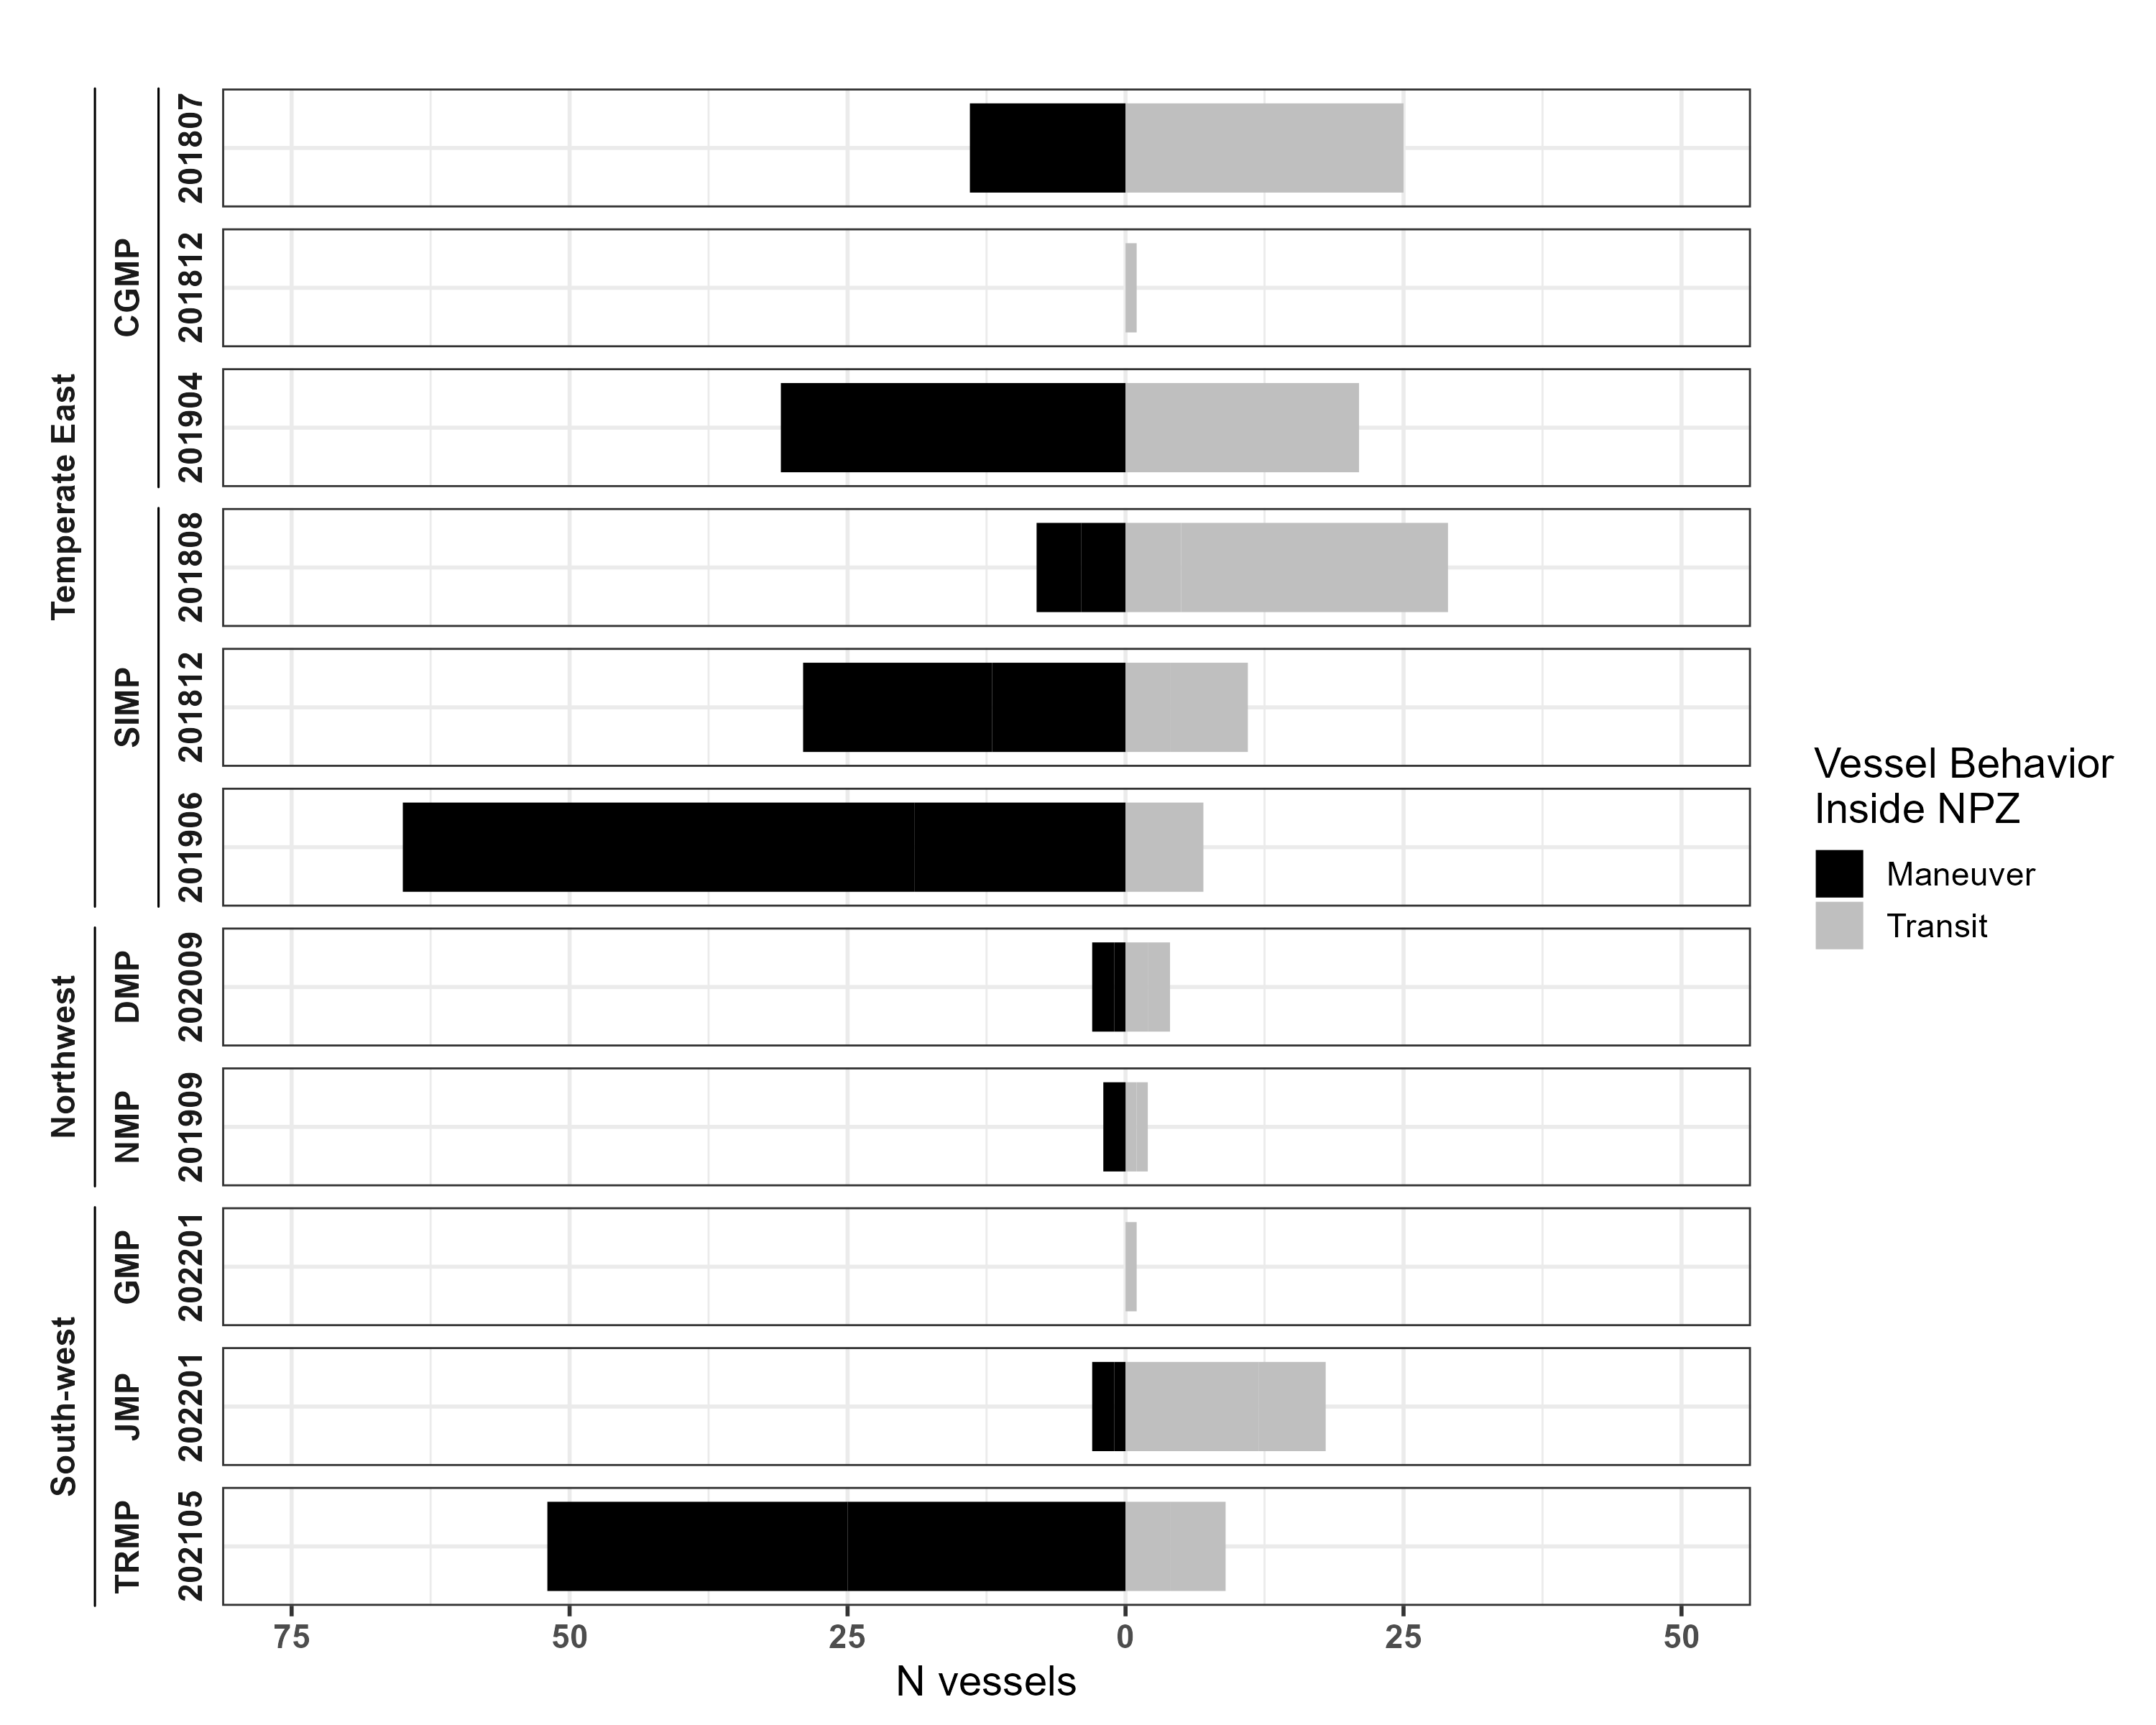 Temperate East
CGMP
201807
201812
201904
SIMP
201808
201812
201906
Northwest
DMP
202009
NMP
201909
South-west
GMP
202201
JMP
202201
TRMP
202105
75 50 25 0 25 50
N vessels
Vessel Behavior
Inside NPZ
Maneuver
Transit